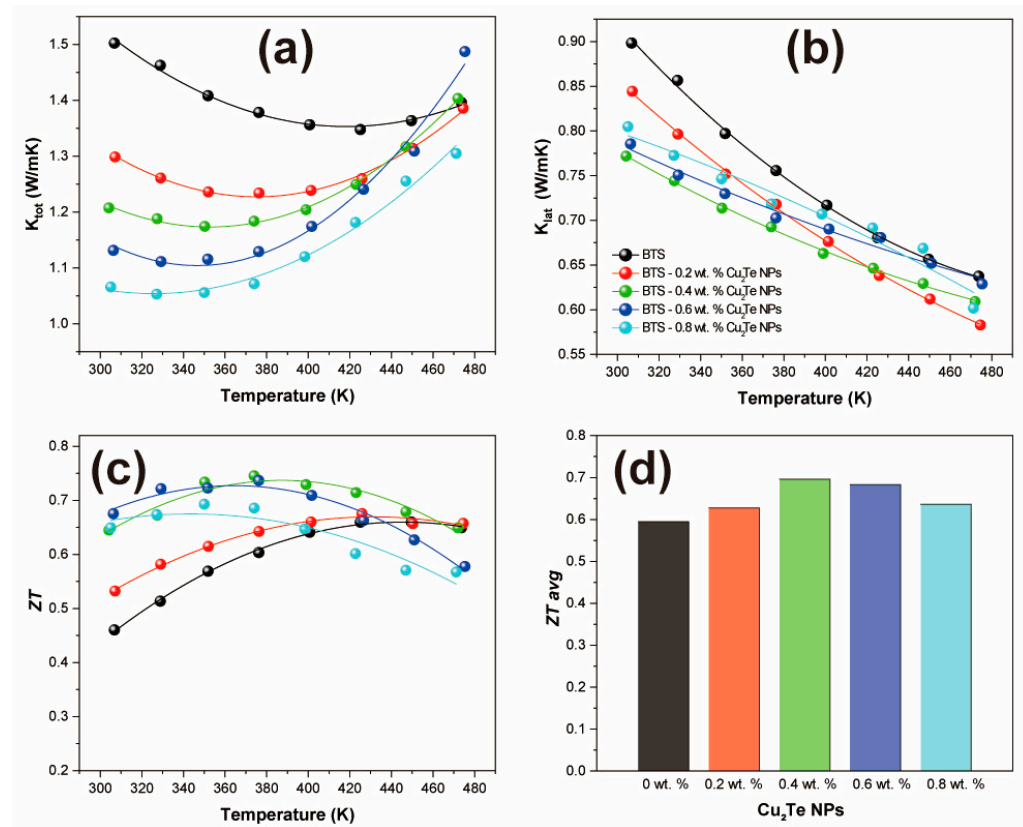 (a)
1.5
1.4
1.3
1.2
1.1
1.0
K_tot (W/mK)
300 320 340 360 380 400 420 440 460 480
Temperature (K)
(b)
0.90
0.85
0.80
0.75
0.70
0.65
0.60
0.55
K_lat (W/mK)
BTS
BTS - 0.2 wt. % Cu₂Te NPs
BTS - 0.4 wt. % Cu₂Te NPs
BTS - 0.6 wt. % Cu₂Te NPs
BTS - 0.8 wt. % Cu₂Te NPs
300 320 340 360 380 400 420 440 460 480
Temperature (K)
(c)
0.8
0.7
0.6
0.5
0.4
0.3
0.2
ZT
300 320 340 360 380 400 420 440 460 480
Temperature (K)
(d)
0.8
0.7
0.6
0.5
0.4
0.3
0.2
0.1
0.0
ZT avg
0 wt. % 0.2 wt. % 0.4 wt. % 0.6 wt. % 0.8 wt. %
Cu₂Te NPs